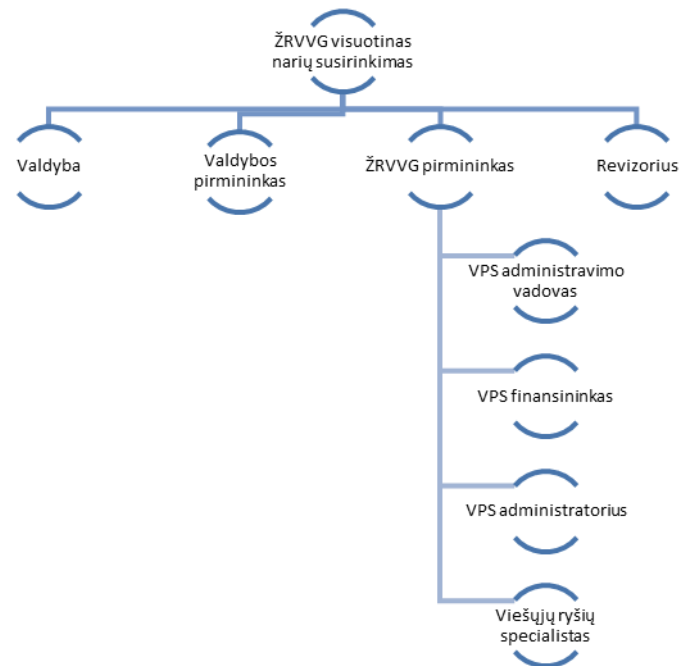 ŽRVVG visuotinas
narių susirinkimas
Valdyba
Valdybos
pirmininkas
ŽRVVG pirmininkas
Revizorius
VPS administravimo
vadovas
VPS finansininkas
VPS administratorius
Viešųjų ryšių
specialistas